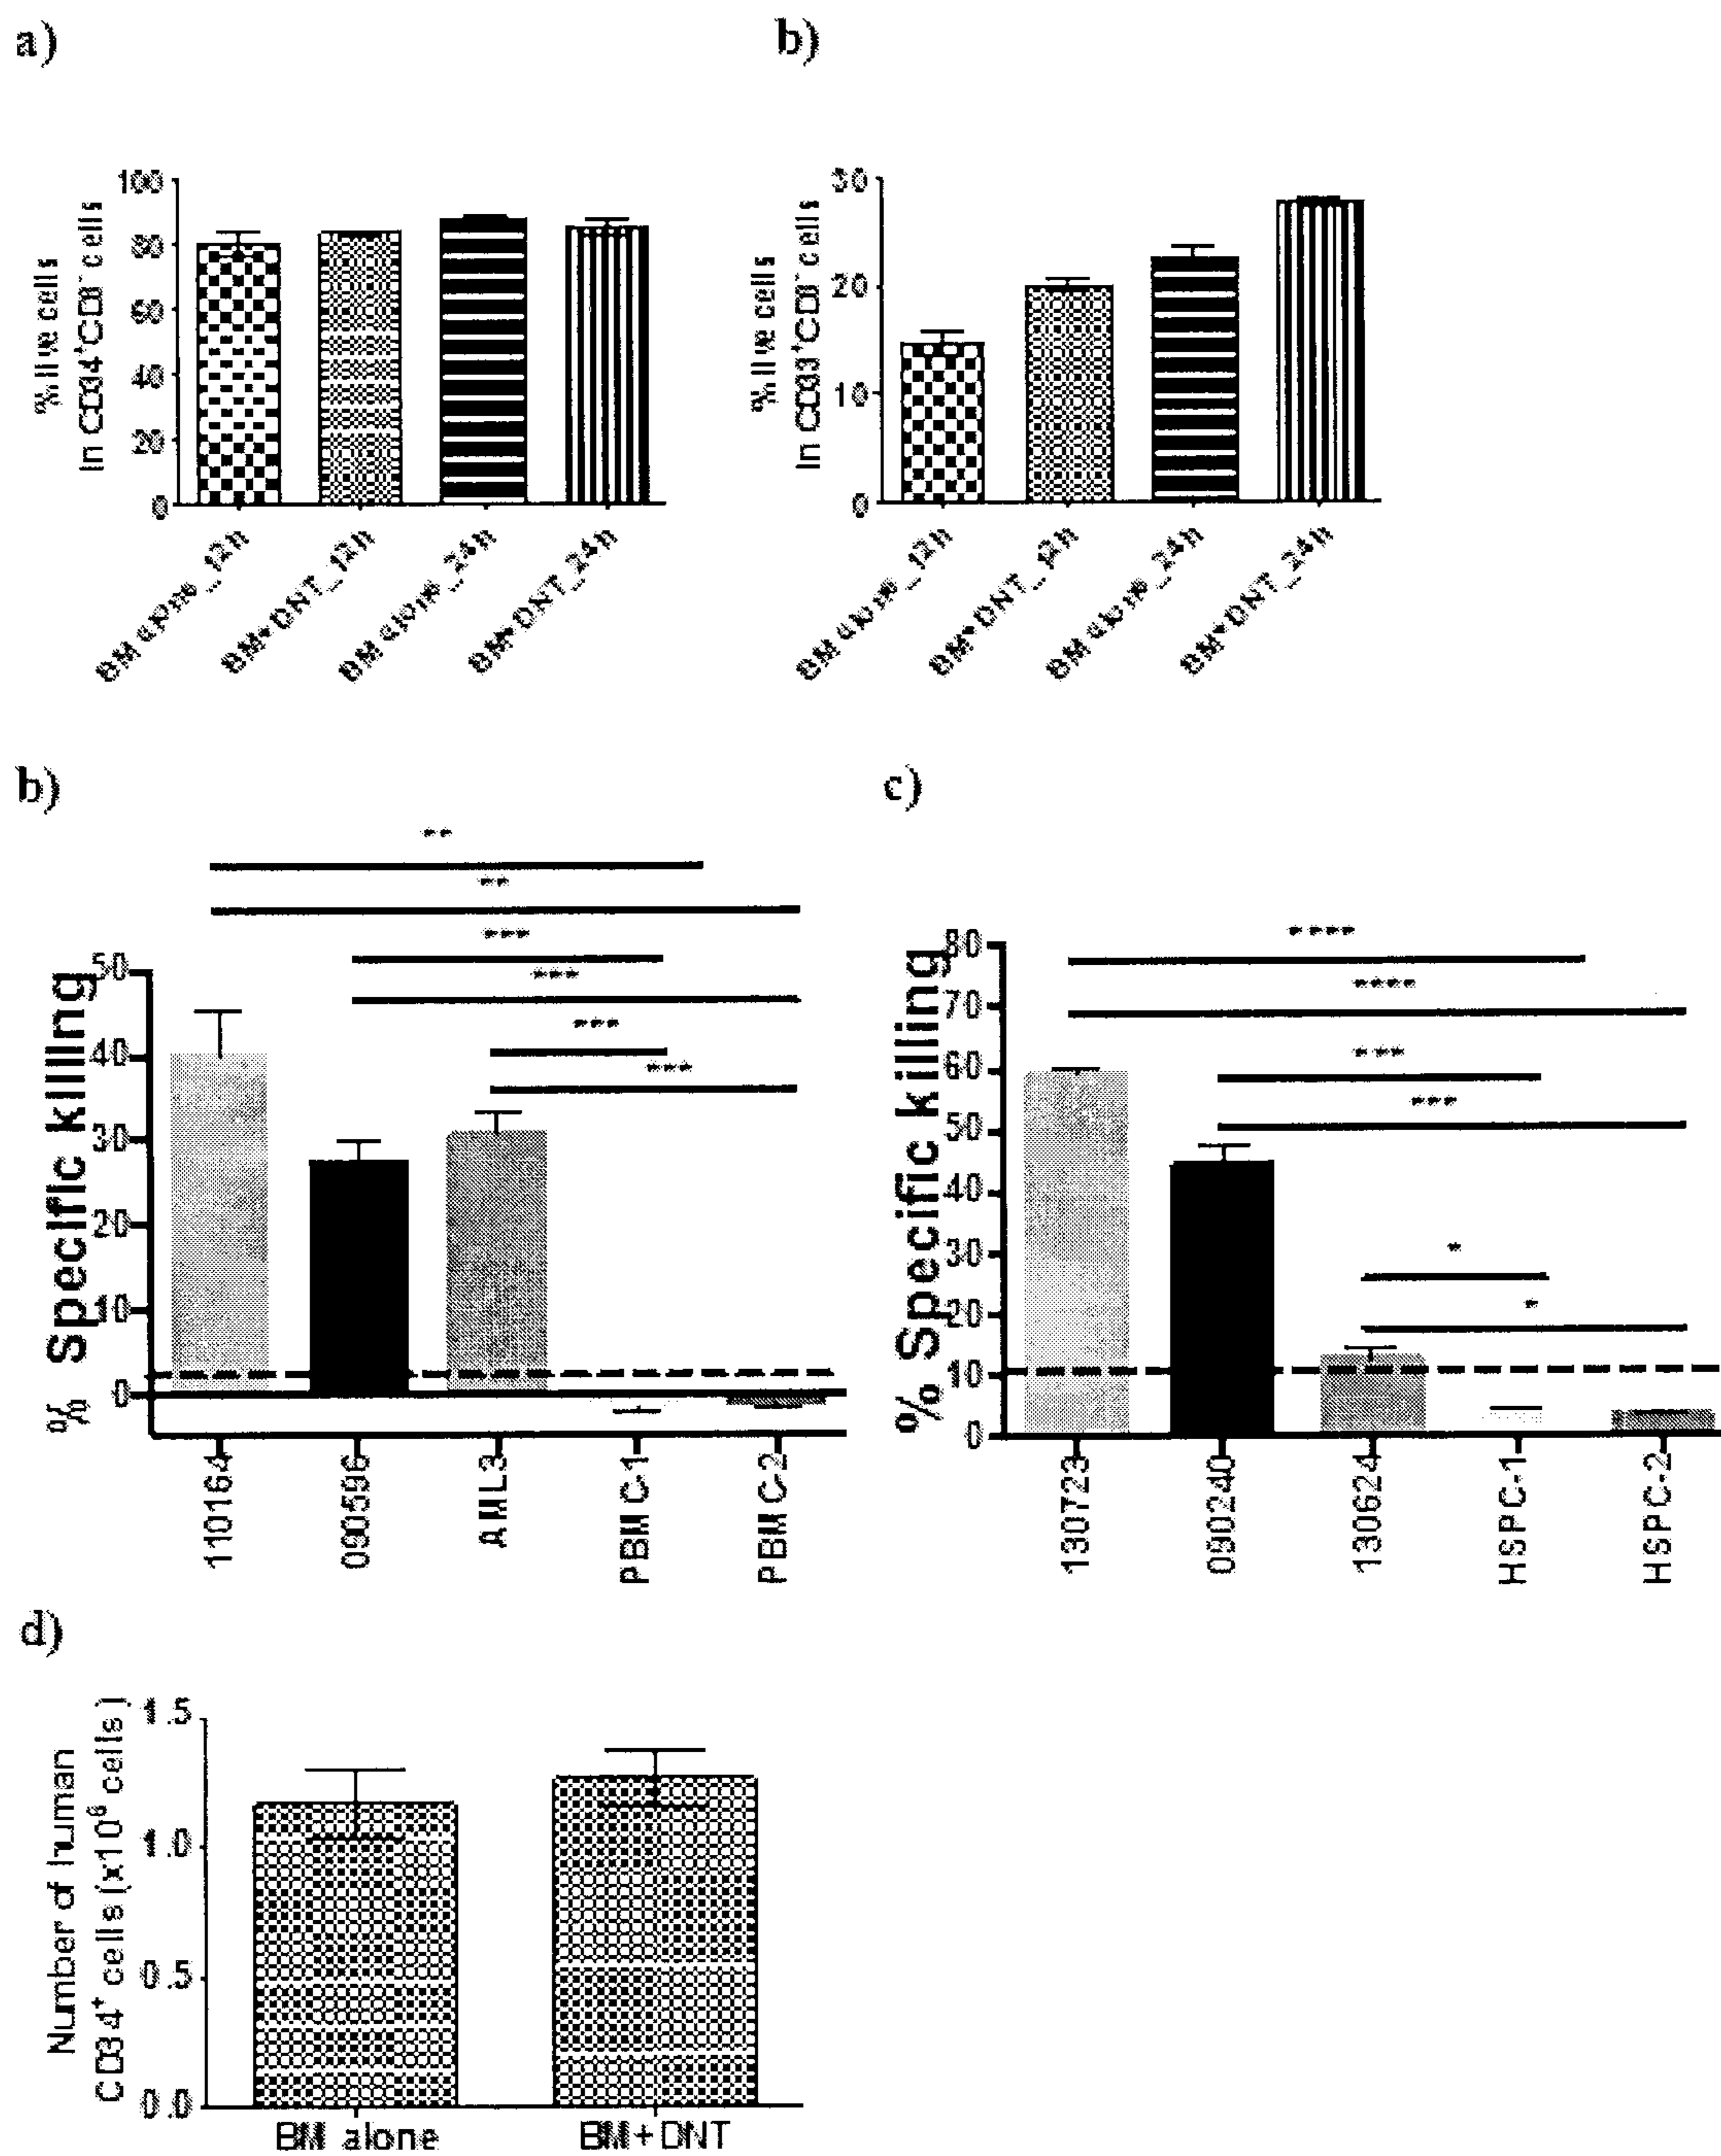 a)
b)
% live cells
in CD34⁺CD3⁻ cells
100
80
60
40
20
0
BM alone_12h
BM+DNT_12h
BM alone_24h
BM+DNT_24h
% live cells
30
20
10
0
BM alone_12h
BM+DNT_12h
BM alone_24h
BM+DNT_24h
b)
c)
**
**
***
***
***
***
% Specific killing
50
40
30
20
10
0
110164
090596
AML3
PBMC-1
PBMC-2
****
****
***
***
*
*
% Specific killing
80
70
60
50
40
30
20
10
0
130723
090240
130624
HSPC-1
HSPC-2
d)
Number of human
CD34⁺ cells (x10⁶ cells)
1.5
1.0
0.5
0.0
BM alone
BM+DNT